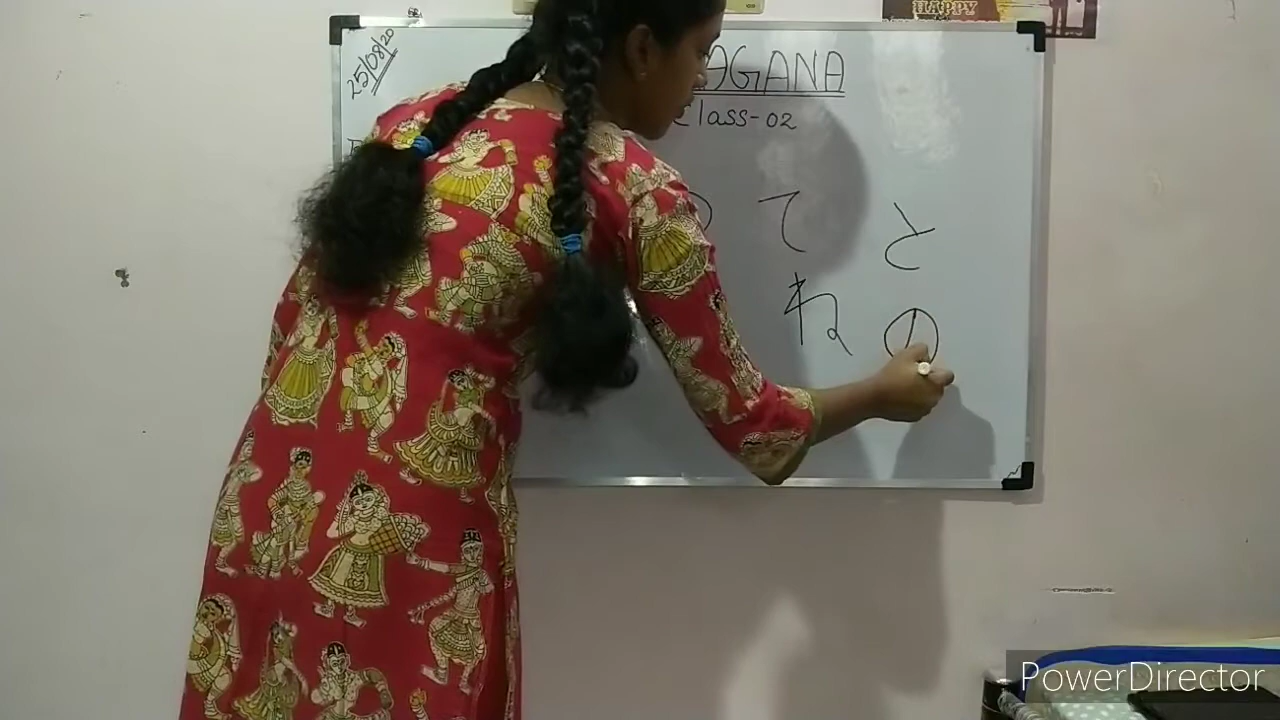 HAPPY
25/08/20
AGANA
Class-02
て と
ね の
PowerDirector